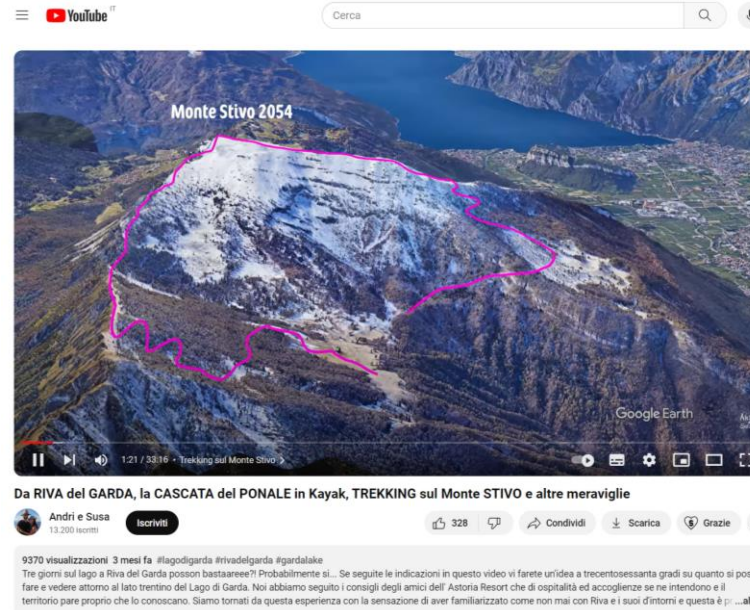 YouTube IT
Cerca
Monte Stivo 2054
Google Earth
1:21 / 33:16 • Trekking sul Monte Stivo >
Da RIVA del GARDA, la CASCATA del PONALE in Kayak, TREKKING sul Monte STIVO e altre meraviglie
Andri e Susa
13.200 iscritti
Iscriviti
328
Condividi
Scarica
Grazie
9370 visualizzazioni 3 mesi fa #lagodigarda #rivadelgarda #gardalake
Tre giorni sul lago a Riva del Garda posson bastaareee?! Probabilmente si... Se seguite le indicazioni in questo video vi farete un'idea a trecentosessanta gradi su quanto si pos
fare e vedere attorno al lato trentino del Lago di Garda. Noi abbiamo seguito i consigli degli amici dell' Astoria Resort che di ospitalità ed accoglienze se ne intendono e il
territorio pare proprio che lo conoscano. Siamo tornati da questa esperienza con la sensazione di aver familiarizzato come non mai con Riva e i suoi d'intorni e questa è